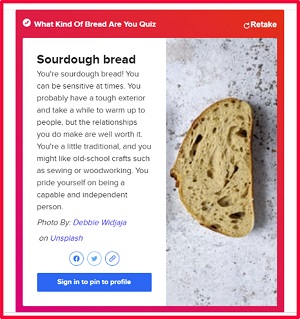 What Kind Of Bread Are You Quiz
Retake
Sourdough bread
You're sourdough bread! You
can be sensitive at times. You
probably have a tough exterior
and take a while to warm up to
people, but the relationships
you do make are well worth it.
You're a little traditional, and you
might like old-school crafts such
as sewing or woodworking. You
pride yourself on being a
capable and independent
person.
Photo By: Debbie Widjaja
on Unsplash
Sign in to pin to profile